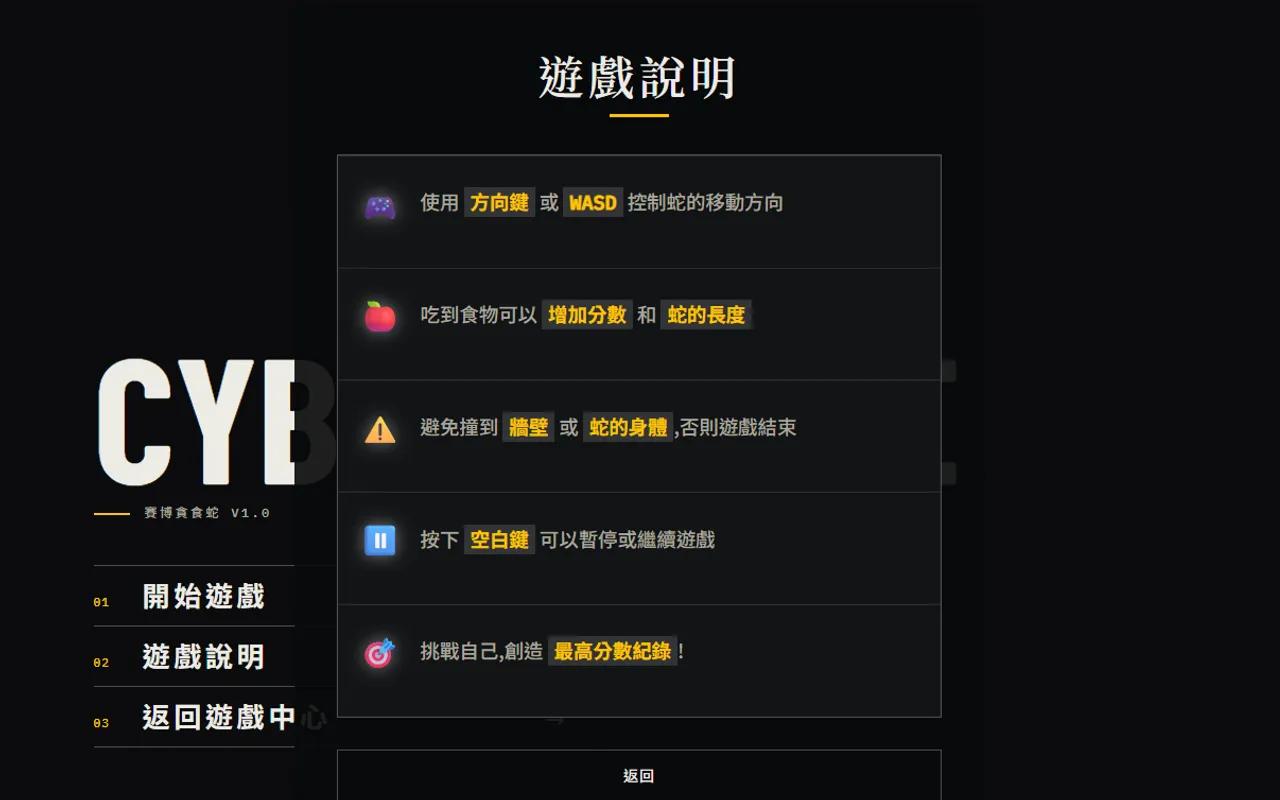 遊戲說明
使用 方向鍵 或 WASD 控制蛇的移動方向
吃到食物可以 增加分數 和 蛇的長度
避免撞到 牆壁 或 蛇的身體 ,否則遊戲結束
按下 空白鍵 可以暫停或繼續遊戲
挑戰自己,創造 最高分數紀錄 !
返回
CYB
賽博貪食蛇 V1.0
01 開始遊戲
02 遊戲說明
03 返回遊戲中心 →